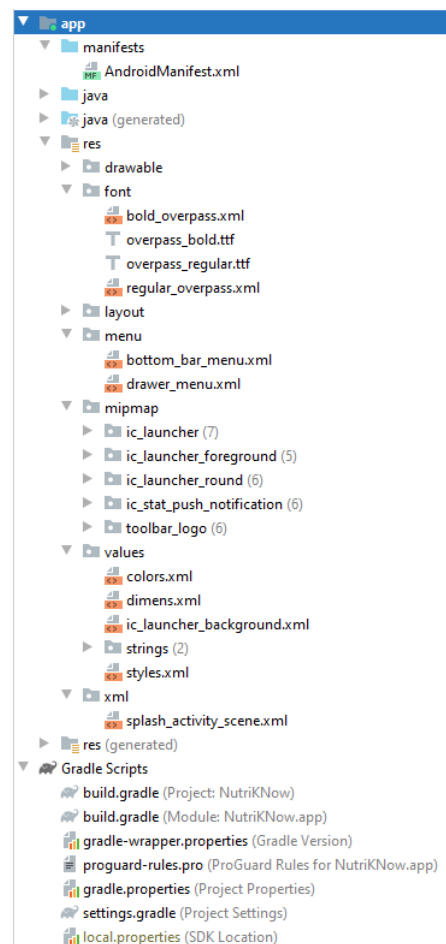 app
manifests
MF AndroidManifest.xml
java
java (generated)
res
drawable
font
bold_overpass.xml
overpass_bold.ttf
overpass_regular.ttf
regular_overpass.xml
layout
menu
bottom_bar_menu.xml
drawer_menu.xml
mipmap
ic_launcher (7)
ic_launcher_foreground (5)
ic_launcher_round (6)
ic_stat_push_notification (6)
toolbar_logo (6)
values
colors.xml
dimens.xml
ic_launcher_background.xml
strings (2)
styles.xml
xml
splash_activity_scene.xml
res (generated)
Gradle Scripts
build.gradle (Project: NutriKNow)
build.gradle (Module: NutriKNow.app)
gradle-wrapper.properties (Gradle Version)
proguard-rules.pro (ProGuard Rules for NutriKNow.app)
gradle.properties (Project Properties)
settings.gradle (Project Settings)
local.properties (SDK Location)